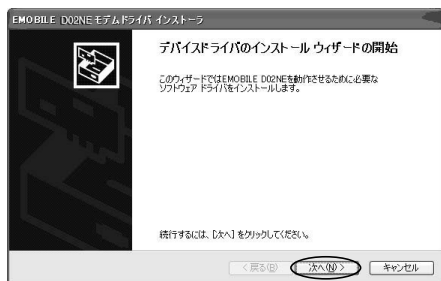 EMOBILE D02NEモデムドライバ インストーラ
デバイスドライバのインストール ウィザードの開始
このウィザードではEMOBILE D02NEを動作させるために必要な
ソフトウェア ドライバをインストールします。
続行するには、[次へ] をクリックしてください。
< 戻る(B)
次へ(N) >
キャンセル